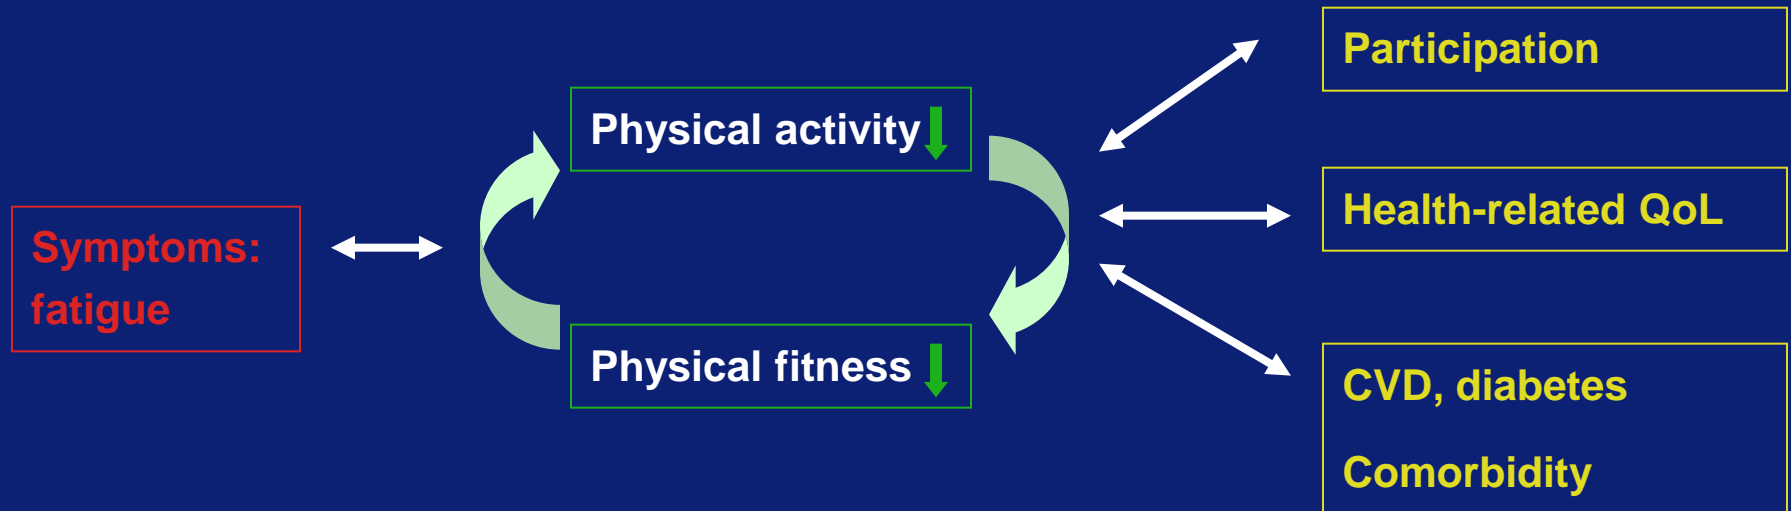 Participation
Physical activity
Health-related QoL
Symptoms:
fatigue
Physical fitness
CVD, diabetes
Comorbidity